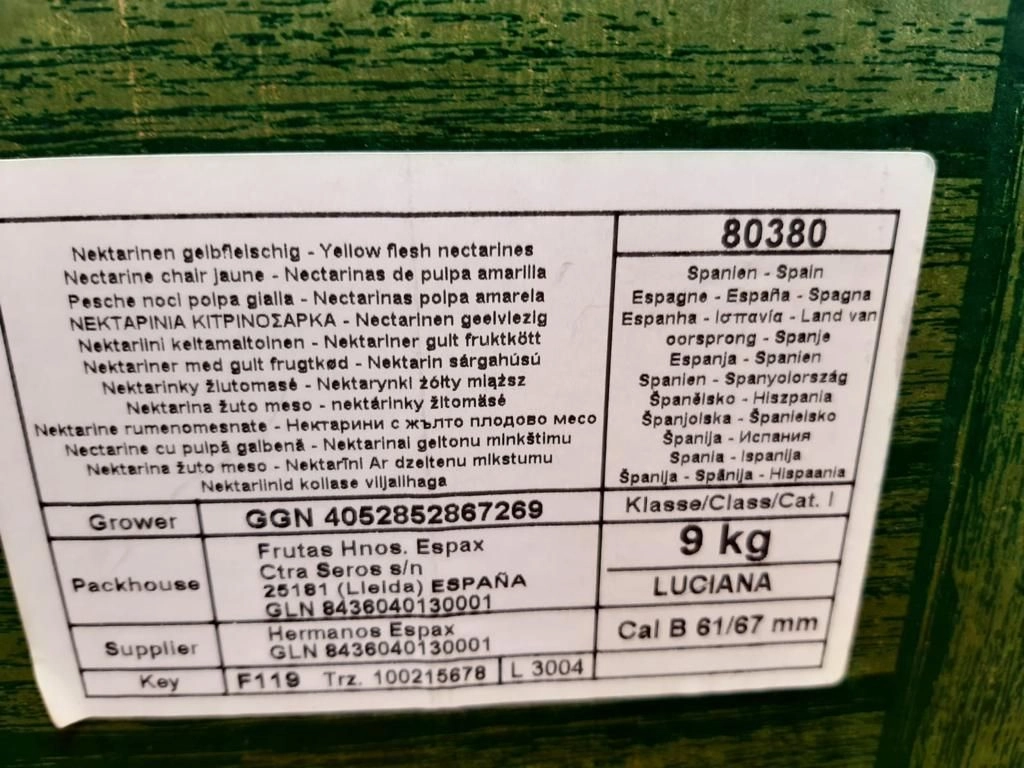 Nektarinen gelbfleischig - Yellow flesh nectarines
Nectarine chair jaune - Nectarinas de pulpa amarilla
Pesche noci polpa gialla - Nectarinas polpa amarela
ΝΕΚΤΑΡΙΝΙΑ ΚΙΤΡΙΝΟΣΑΡΚΑ - Nectarinen geelvlezig
Nektariini keltamaltoinen - Nektariner gult fruktkött
Nektariner med gult frugtkød - Nektarin sárgahúsú
Nektarinky žlutomasé - Nektarynki żółty miąższ
Nektarina žuto meso - nektárinky žltomäsé
Nektarine rumenomesnate - Нектарини с жълто плодово месо
Nectarine cu pulpă galbenă - Nektarinai geltonu minkštimu
Nektarina žuto meso - Nektarīni Ar dzeltenu mīkstumu
Nektariinid kollase viljalihaga
80380
Spanien - Spain
Espagne - España - Spagna
Espanha - Ισπανία - Land van
oorsprong - Spanje
Espanja - Spanien
Spanien - Spanyolország
Španělsko - Hiszpania
Španjolska - Španielsko
Španija - Испания
Spania - Ispanija
Španija - Spānija - Hispaania
Klasse/Class/Cat. I
Grower GGN 4052852867269
9 kg
Packhouse
Frutas Hnos. Espax
Ctra Seros s/n
25181 (Lleida) ESPAÑA
GLN 8436040130001
LUCIANA
Supplier
Hermanos Espax
GLN 8436040130001
Cal B 61/67 mm
Key F119 Trz. 100215678 L 3004